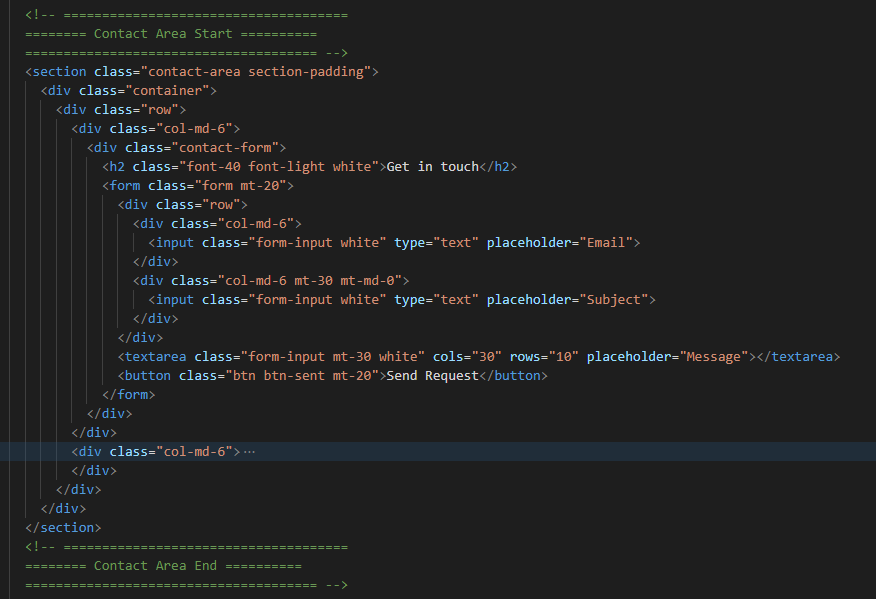 <!-- =====================================
======== Contact Area Start ==========
====================================== -->
<section class="contact-area section-padding">
<div class="container">
<div class="row">
<div class="col-md-6">
<div class="contact-form">
<h2 class="font-40 font-light white">Get in touch</h2>
<form class="form mt-20">
<div class="row">
<div class="col-md-6">
<input class="form-input white" type="text" placeholder="Email">
</div>
<div class="col-md-6 mt-30 mt-md-0">
<input class="form-input white" type="text" placeholder="Subject">
</div>
</div>
<textarea class="form-input mt-30 white" cols="30" rows="10" placeholder="Message"></textarea>
<button class="btn btn-sent mt-20">Send Request</button>
</form>
</div>
</div>
<div class="col-md-6">⋯
</div>
</div>
</div>
</section>
<!-- =====================================
======== Contact Area End ==========
====================================== -->